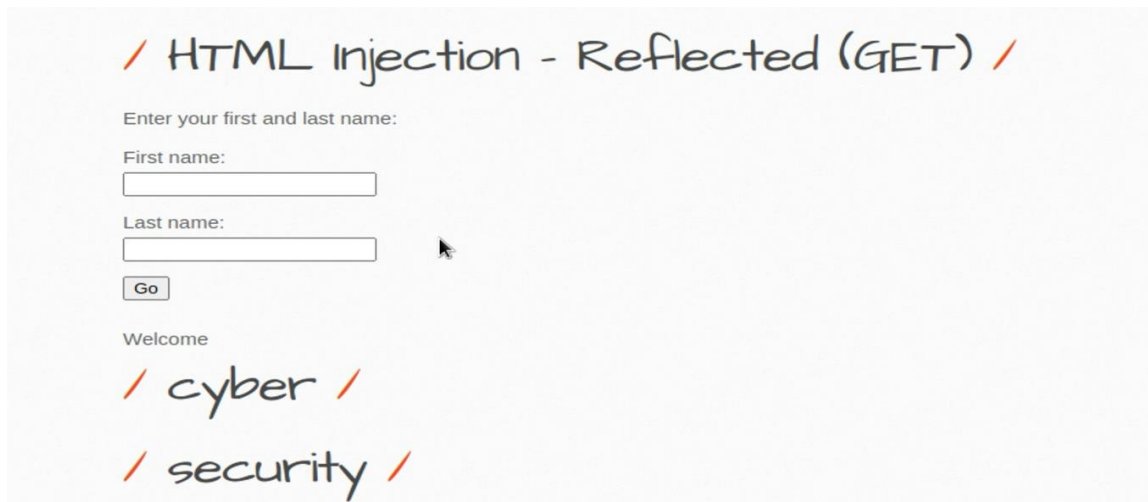 / HTML Injection - Reflected (GET) /
Enter your first and last name:
First name:
Last name:
Go
Welcome
/ cyber /
/ security /